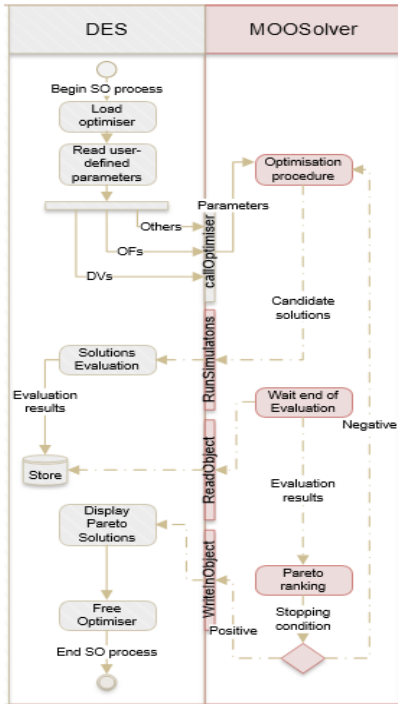 DES
MOOSolver
Begin SO process
Load
optimiser
Read user-
defined
parameters
Others
OFs
DVs
Parameters
callOptimiser
Optimisation
procedure
Candidate
solutions
RunSimulatons
Solutions
Evaluation
Evaluation
results
Store
Wait end of
Evaluation
Negative
ReadObject
Evaluation
results
Display
Pareto
Solutions
WriteInObject
Pareto
ranking
Stopping
condition
Positive
Free
Optimiser
End SO process